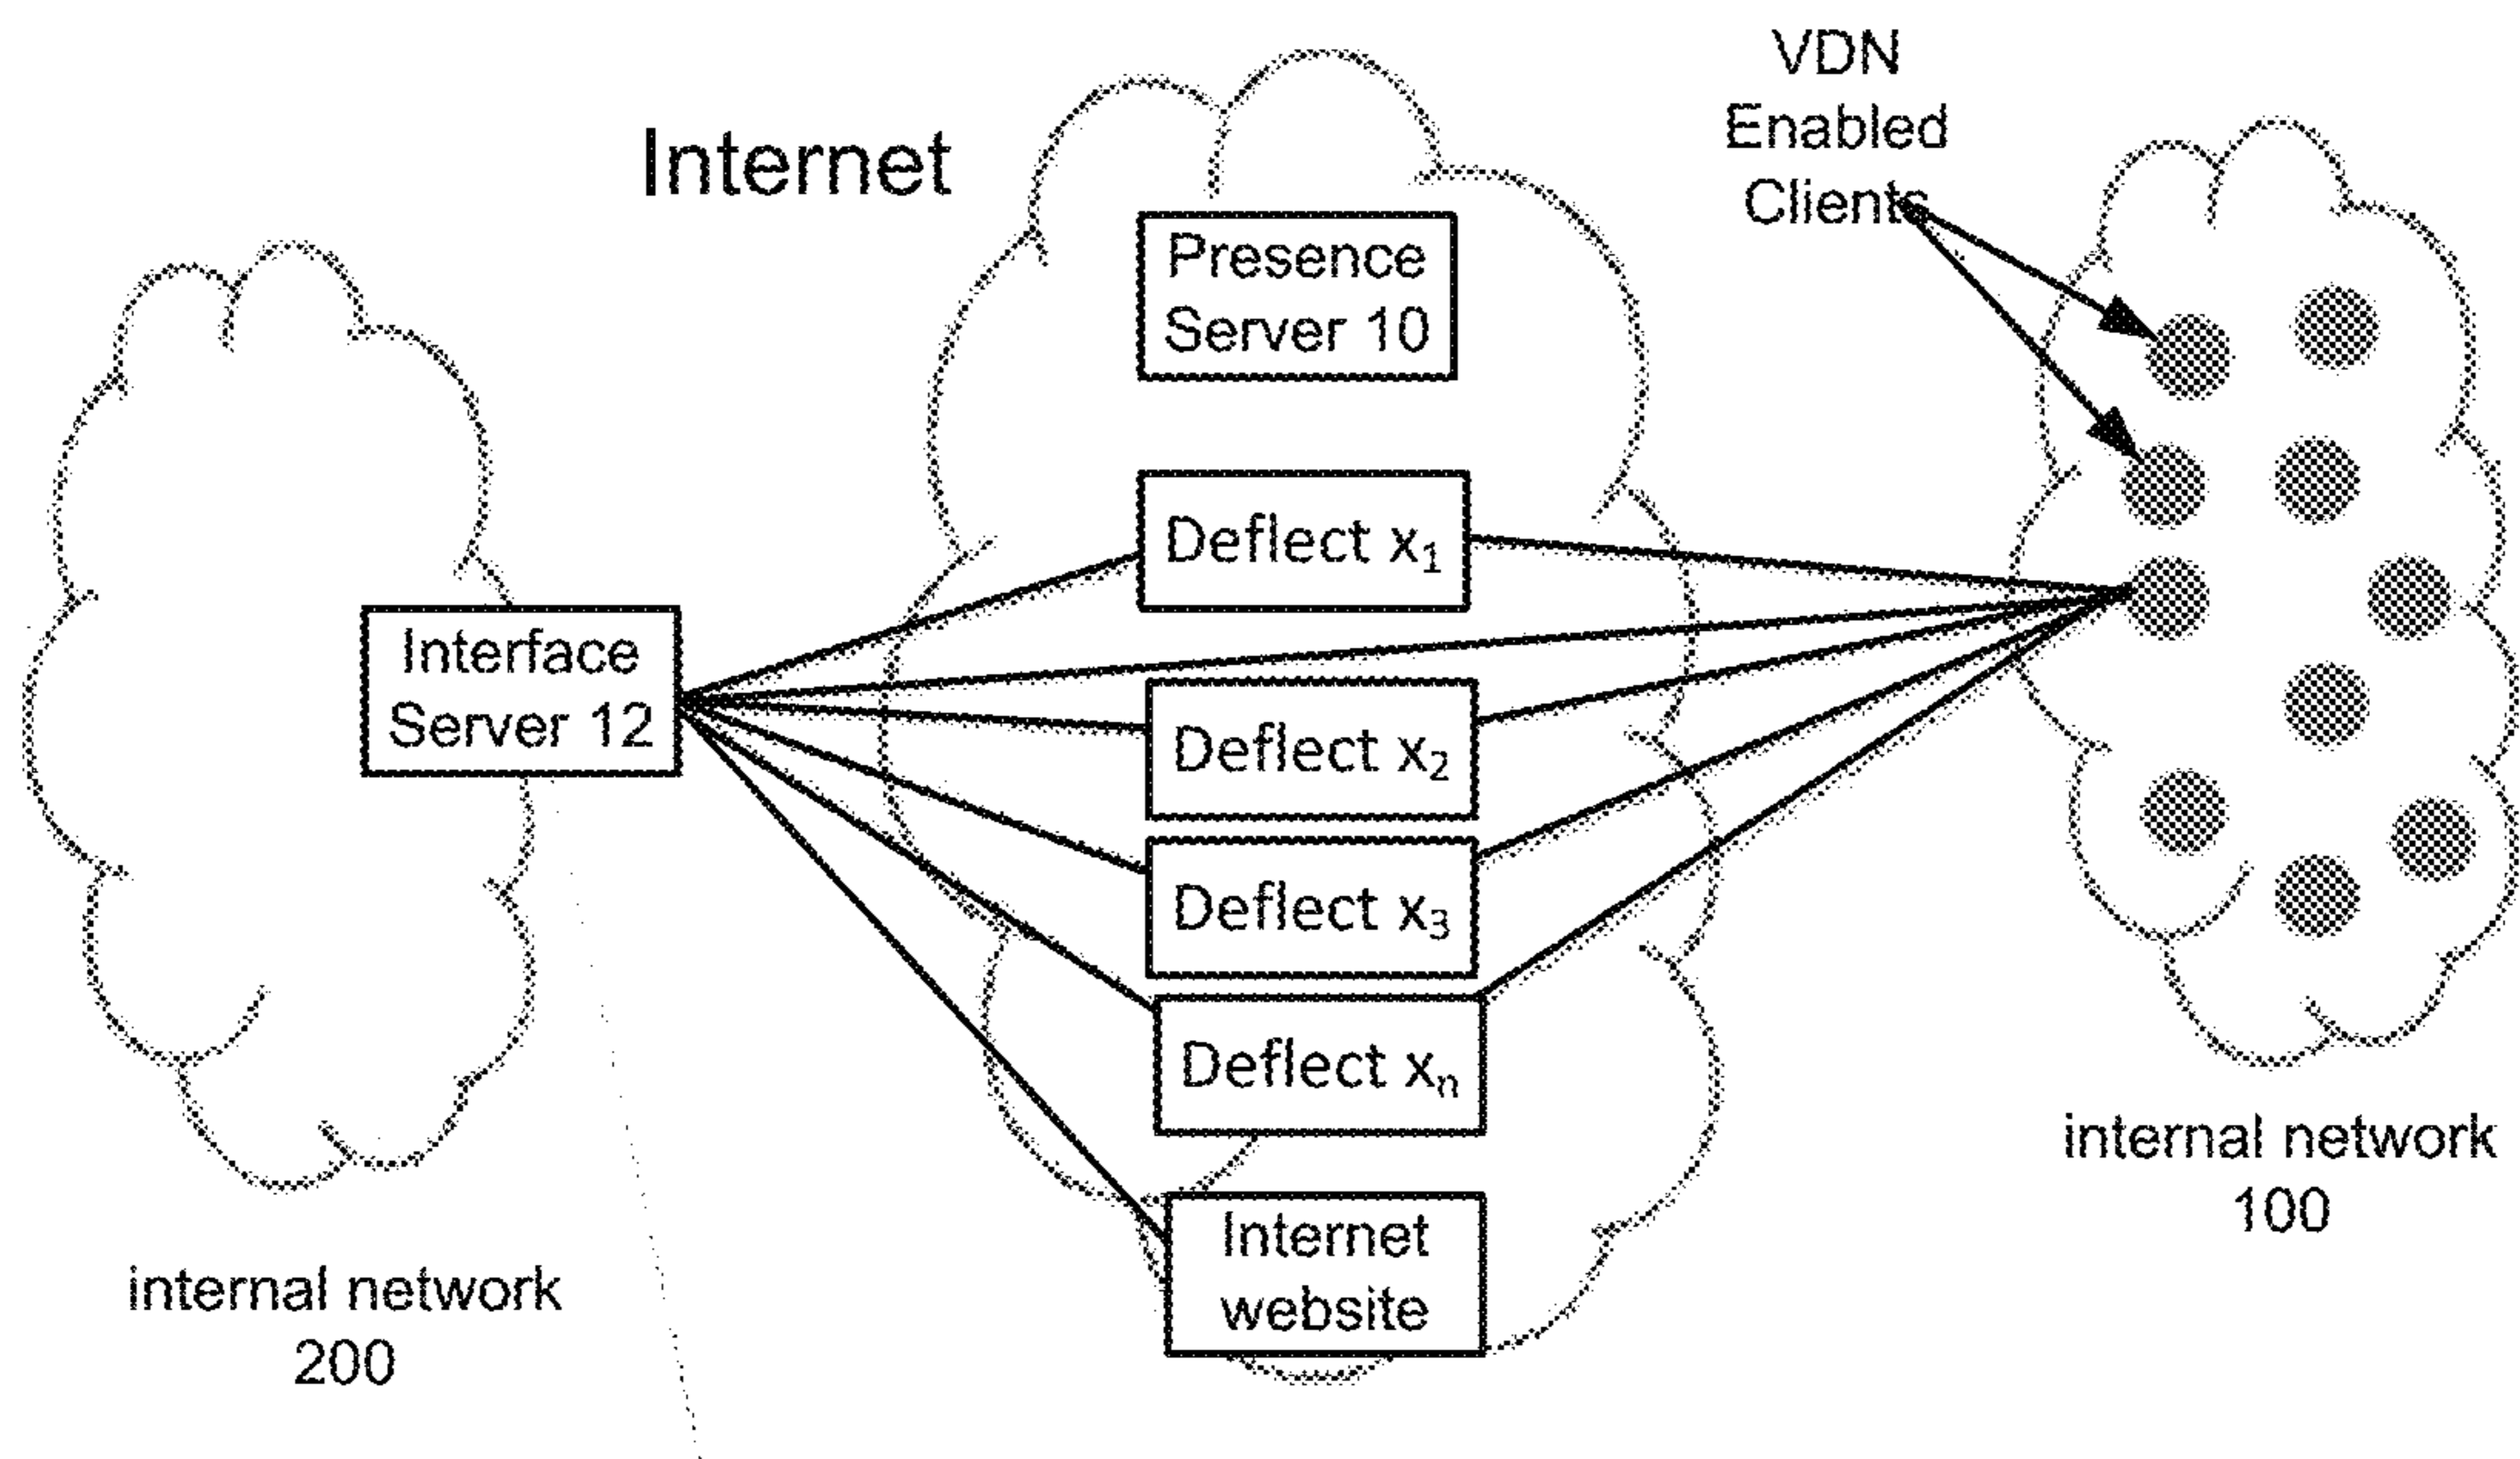 Internet
VDN
Enabled
Clients
Presence
Server 10
Deflect x₁
Interface
Server 12
Deflect x₂
Deflect x₃
Deflect xₙ
Internet
website
internal network
200
internal network
100